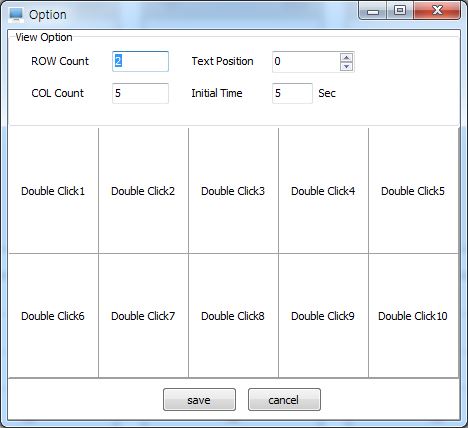 Option
View Option
ROW Count 2 Text Position 0
COL Count 5 Initial Time 5 Sec
Double Click1 Double Click2 Double Click3 Double Click4 Double Click5
Double Click6 Double Click7 Double Click8 Double Click9 Double Click10
save cancel